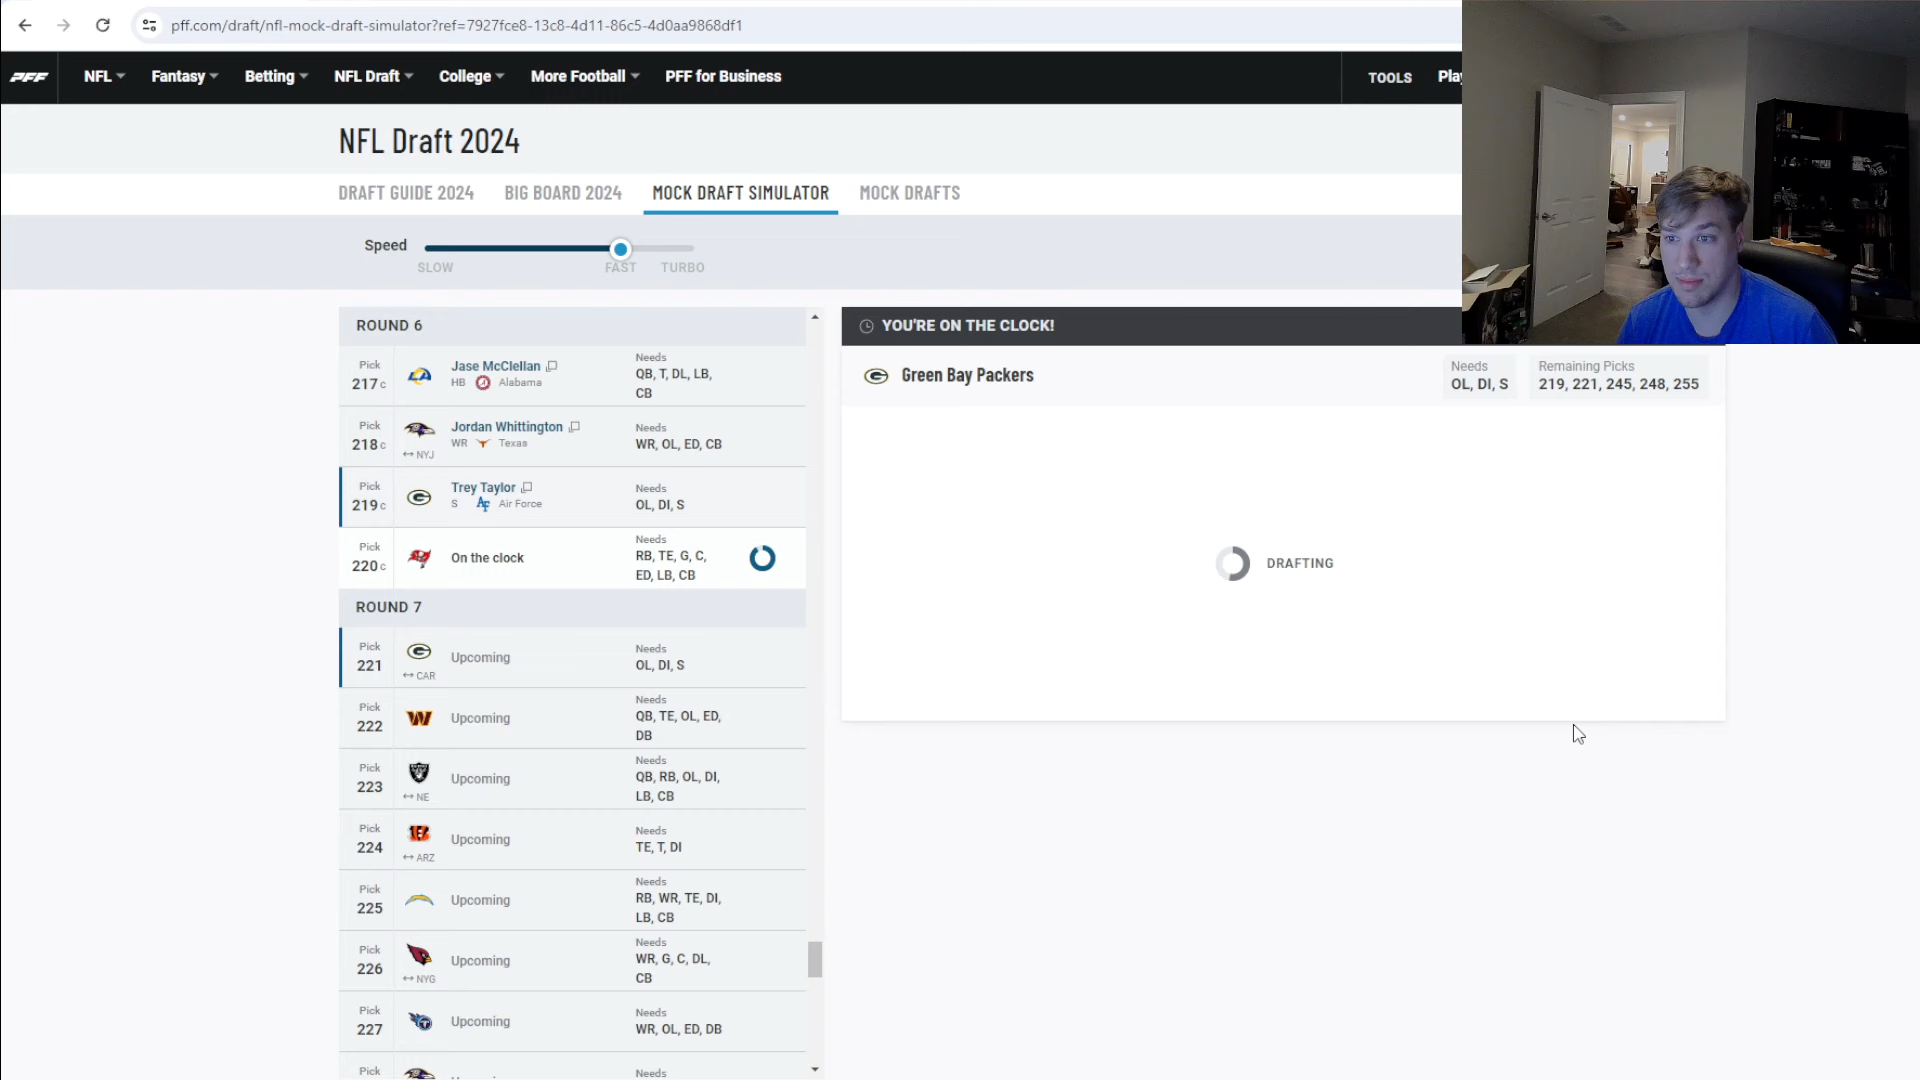 pff.com/draft/nfl-mock-draft-simulator?ref=7927fce8-13c8-4d11-86c5-4d0aa9868df1
PFF NFL Fantasy Betting NFL Draft College More Football PFF for Business TOOLS Pla
NFL Draft 2024
DRAFT GUIDE 2024 BIG BOARD 2024 MOCK DRAFT SIMULATOR MOCK DRAFTS
Speed
SLOW FAST TURBO
ROUND 6
Pick 217 c
Jase McClellan
HB Alabama
Needs
QB, T, DL, LB,
CB
Pick 218 c
↔ NYJ
Jordan Whittington
WR Texas
Needs
WR, OL, ED, CB
Pick 219 c
Trey Taylor
S AF Air Force
Needs
OL, DI, S
Pick 220 c
On the clock
Needs
RB, TE, G, C,
ED, LB, CB
ROUND 7
Pick 221
↔ CAR
Upcoming
Needs
OL, DI, S
Pick 222
Upcoming
Needs
QB, TE, OL, ED,
DB
Pick 223
↔ NE
Upcoming
Needs
QB, RB, OL, DI,
LB, CB
Pick 224
↔ ARZ
Upcoming
Needs
TE, T, DI
Pick 225
Upcoming
Needs
RB, WR, TE, DI,
LB, CB
Pick 226
↔ NYG
Upcoming
Needs
WR, G, C, DL,
CB
Pick 227
Upcoming
Needs
WR, OL, ED, DB
Pick
Needs
YOU'RE ON THE CLOCK!
Green Bay Packers
Needs
OL, DI, S
Remaining Picks
219, 221, 245, 248, 255
DRAFTING